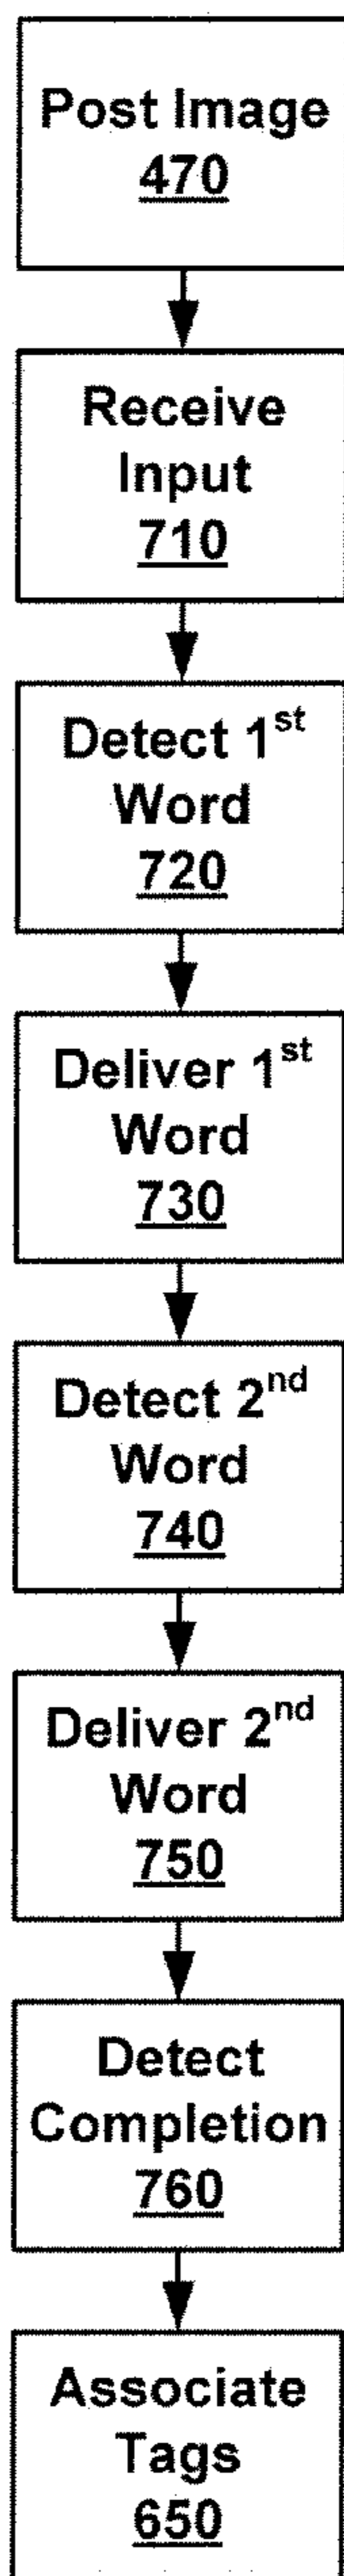 Post Image
470
Receive
Input
710
Detect 1st
Word
720
Deliver 1st
Word
730
Detect 2nd
Word
740
Deliver 2nd
Word
750
Detect
Completion
760
Associate
Tags
650